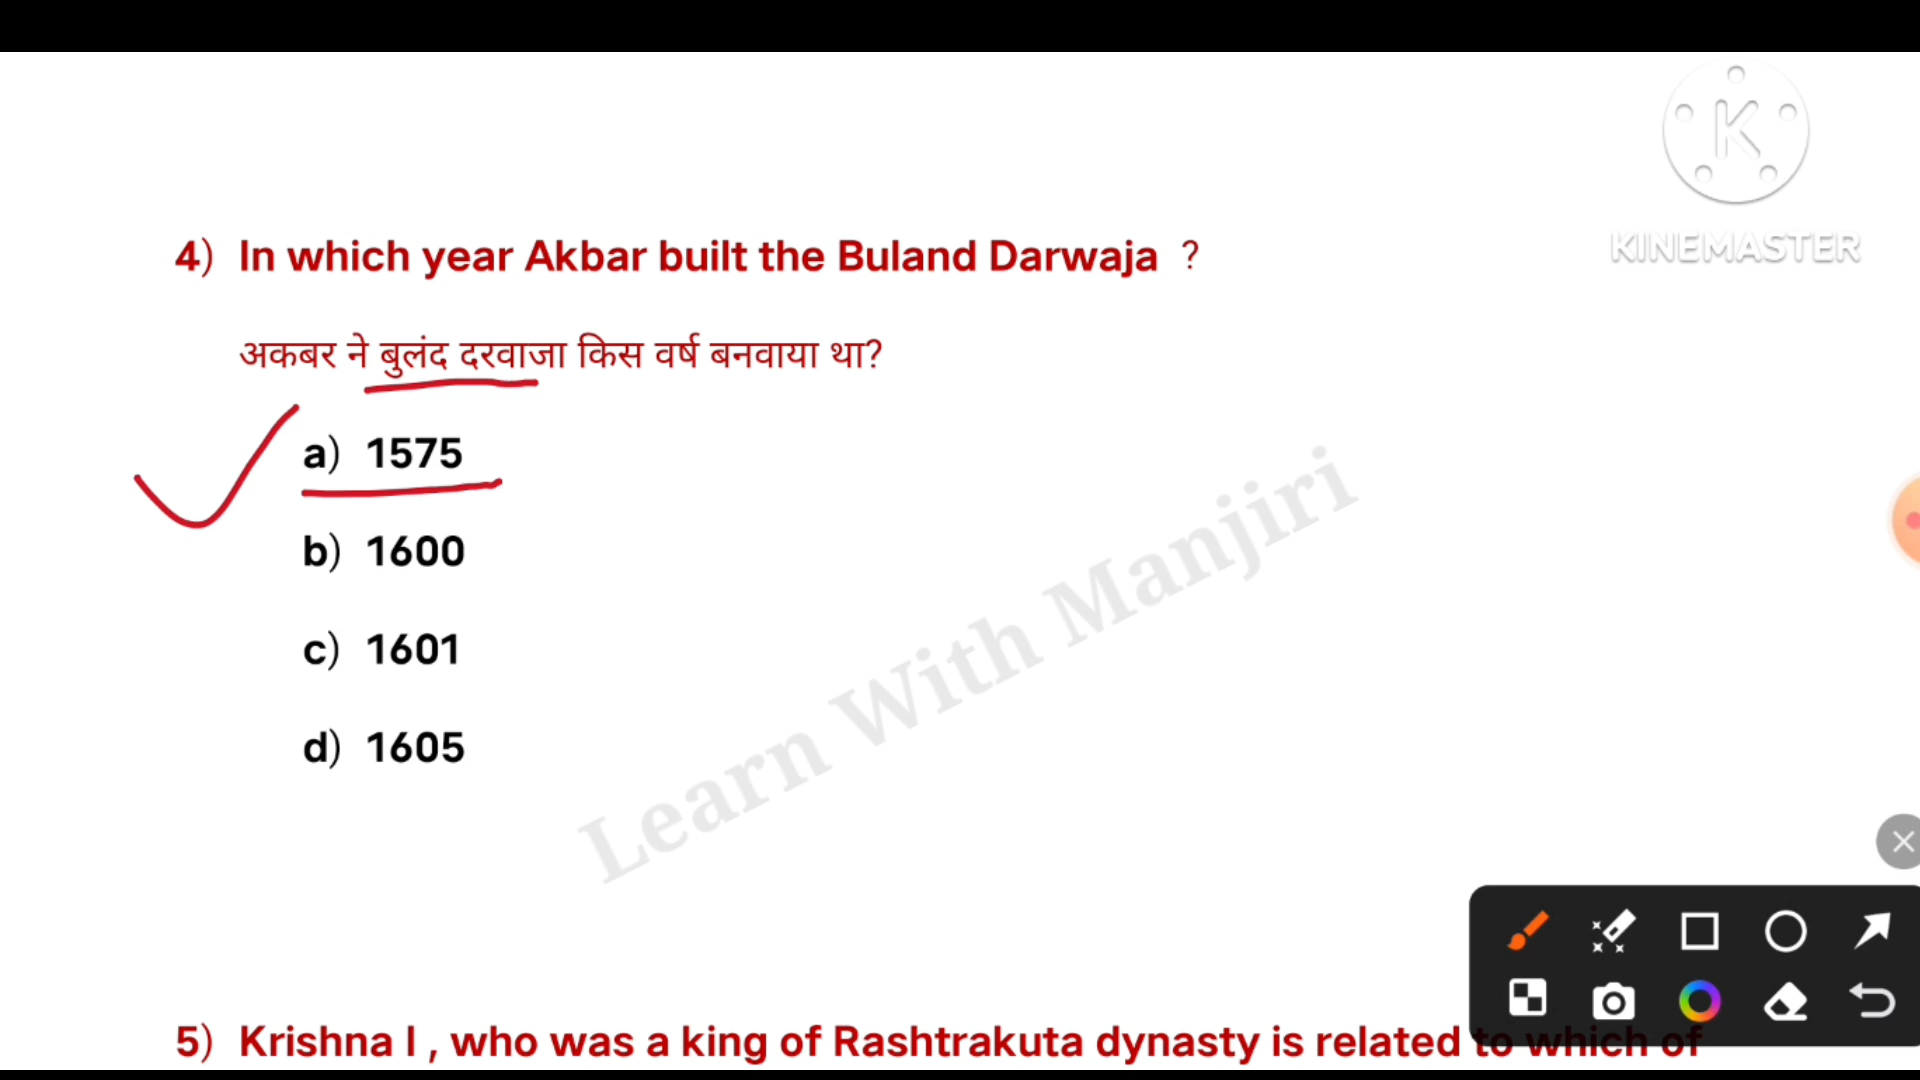 K
KINEMASTER
4) In which year Akbar built the Buland Darwaja ?
अकबर ने बुलंद दरवाजा किस वर्ष बनवाया था?
a) 1575
b) 1600
c) 1601
d) 1605
Learn With Manjiri
5) Krishna I , who was a king of Rashtrakuta dynasty is related to which of